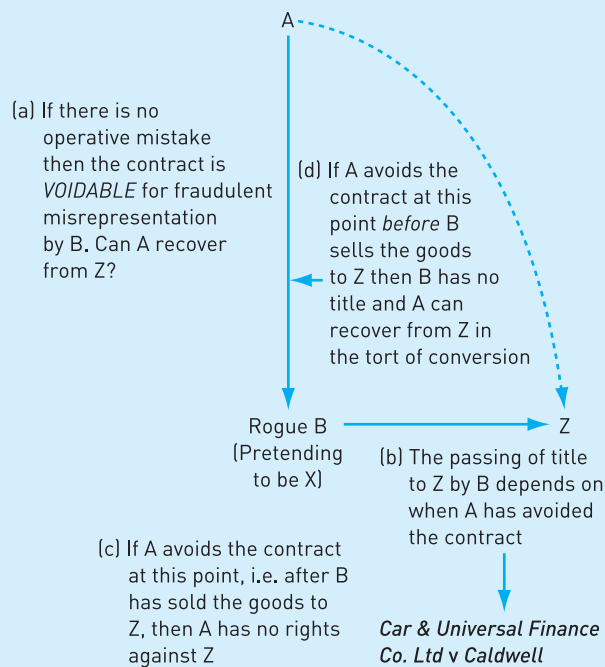 A
(a) If there is no
operative mistake
then the contract is
VOIDABLE for fraudulent
misrepresentation
by B. Can A recover
from Z?
(d) If A avoids the
contract at this
point before B
sells the goods
to Z then B has no
title and A can
recover from Z in
the tort of conversion
Rogue B
(Pretending
to be X)
Z
(b) The passing of title
to Z by B depends on
when A has avoided
the contract
(c) If A avoids the contract
at this point, i.e. after B
has sold the goods to
Z, then A has no rights
against Z
Car & Universal Finance
Co. Ltd v Caldwell